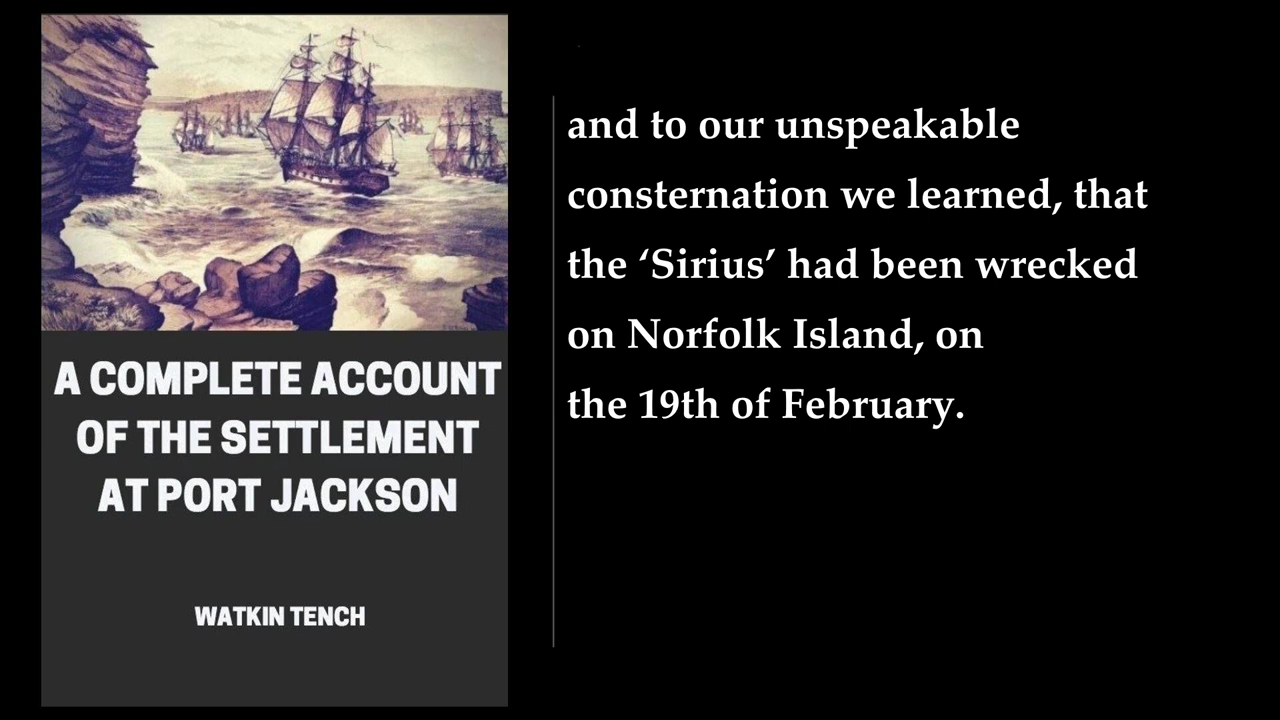 A COMPLETE ACCOUNT
OF THE SETTLEMENT
AT PORT JACKSON
WATKIN TENCH
and to our unspeakable
consternation we learned, that
the ‘Sirius’ had been wrecked
on Norfolk Island, on
the 19th of February.